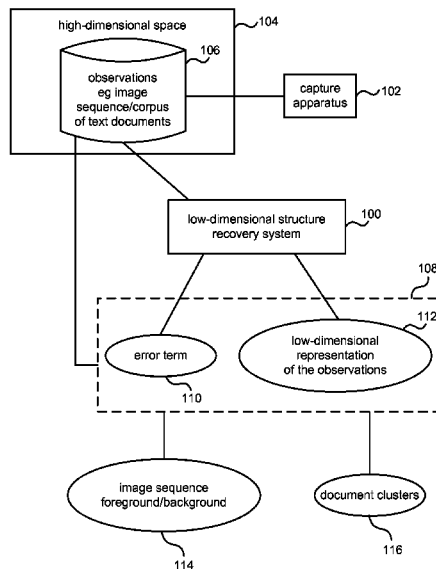 high-dimensional space
104
106
observations
eg image
sequence/corpus
of text documents
capture
apparatus
102
low-dimensional structure
recovery system
100
108
112
error term
110
low-dimensional
representation
of the observations
image sequence
foreground/background
114
document clusters
116